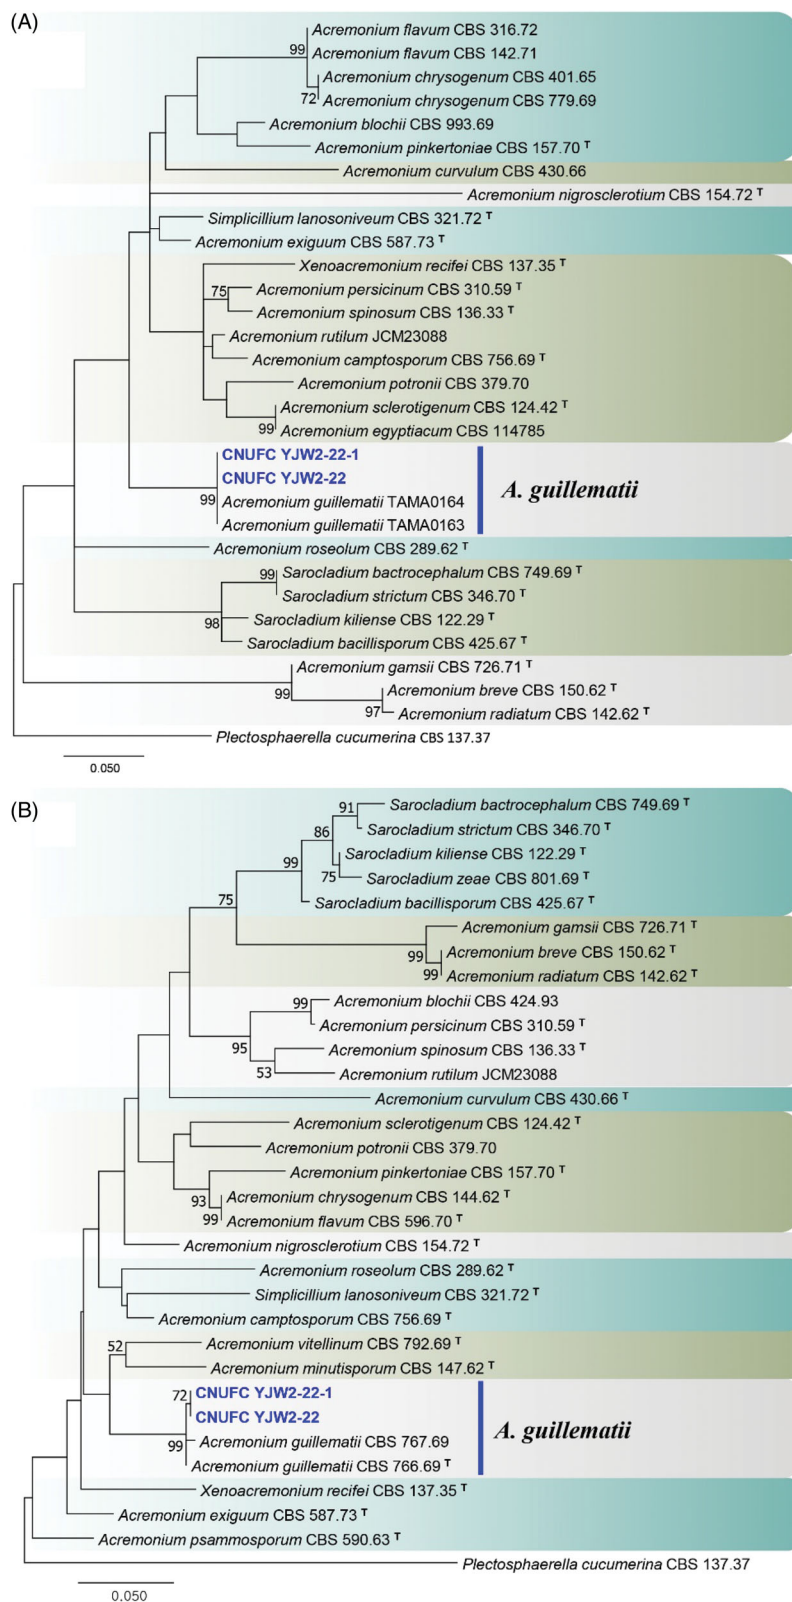 (A)
Acremonium flavum CBS 316.72
99
Acremonium flavum CBS 142.71
Acremonium chrysogenum CBS 401.65
72
Acremonium chrysogenum CBS 779.69
Acremonium blochii CBS 993.69
Acremonium pinkertoniae CBS 157.70 T
Acremonium curvulum CBS 430.66
Acremonium nigrosclerotium CBS 154.72 T
Simplicillium lanosoniveum CBS 321.72 T
Acremonium exiguum CBS 587.73 T
Xenoacremonium recifei CBS 137.35 T
75
Acremonium persicinum CBS 310.59 T
Acremonium spinosum CBS 136.33 T
Acremonium rutilum JCM23088
Acremonium camptosporum CBS 756.69 T
Acremonium potronii CBS 379.70
Acremonium sclerotigenum CBS 124.42 T
99
Acremonium egyptiacum CBS 114785
CNUFC YJW2-22-1
CNUFC YJW2-22
A. guillematii
99
Acremonium guillematii TAMA0164
Acremonium guillematii TAMA0163
Acremonium roseolum CBS 289.62 T
99
Sarocladium bactrocephalum CBS 749.69 T
Sarocladium strictum CBS 346.70 T
98
Sarocladium kiliense CBS 122.29 T
Sarocladium bacillisporum CBS 425.67 T
Acremonium gamsii CBS 726.71 T
99
Acremonium breve CBS 150.62 T
97
Acremonium radiatum CBS 142.62 T
Plectosphaerella cucumerina CBS 137.37
0.050
(B)
91
Sarocladium bactrocephalum CBS 749.69 T
86
Sarocladium strictum CBS 346.70 T
99
Sarocladium kiliense CBS 122.29 T
75
Sarocladium zeae CBS 801.69 T
75
Sarocladium bacillisporum CBS 425.67 T
Acremonium gamsii CBS 726.71 T
99
Acremonium breve CBS 150.62 T
99
Acremonium radiatum CBS 142.62 T
99
Acremonium blochii CBS 424.93
Acremonium persicinum CBS 310.59 T
95
Acremonium spinosum CBS 136.33 T
53
Acremonium rutilum JCM23088
Acremonium curvulum CBS 430.66 T
Acremonium sclerotigenum CBS 124.42 T
Acremonium potronii CBS 379.70
Acremonium pinkertoniae CBS 157.70 T
93
Acremonium chrysogenum CBS 144.62 T
99
Acremonium flavum CBS 596.70 T
Acremonium nigrosclerotium CBS 154.72 T
Acremonium roseolum CBS 289.62 T
Simplicillium lanosoniveum CBS 321.72 T
Acremonium camptosporum CBS 756.69 T
52
Acremonium vitellinum CBS 792.69 T
Acremonium minutisporum CBS 147.62 T
72
CNUFC YJW2-22-1
CNUFC YJW2-22
A. guillematii
99
Acremonium guillematii CBS 767.69
Acremonium guillematii CBS 766.69 T
Xenoacremonium recifei CBS 137.35 T
Acremonium exiguum CBS 587.73 T
Acremonium psammosporum CBS 590.63 T
Plectosphaerella cucumerina CBS 137.37
0.050